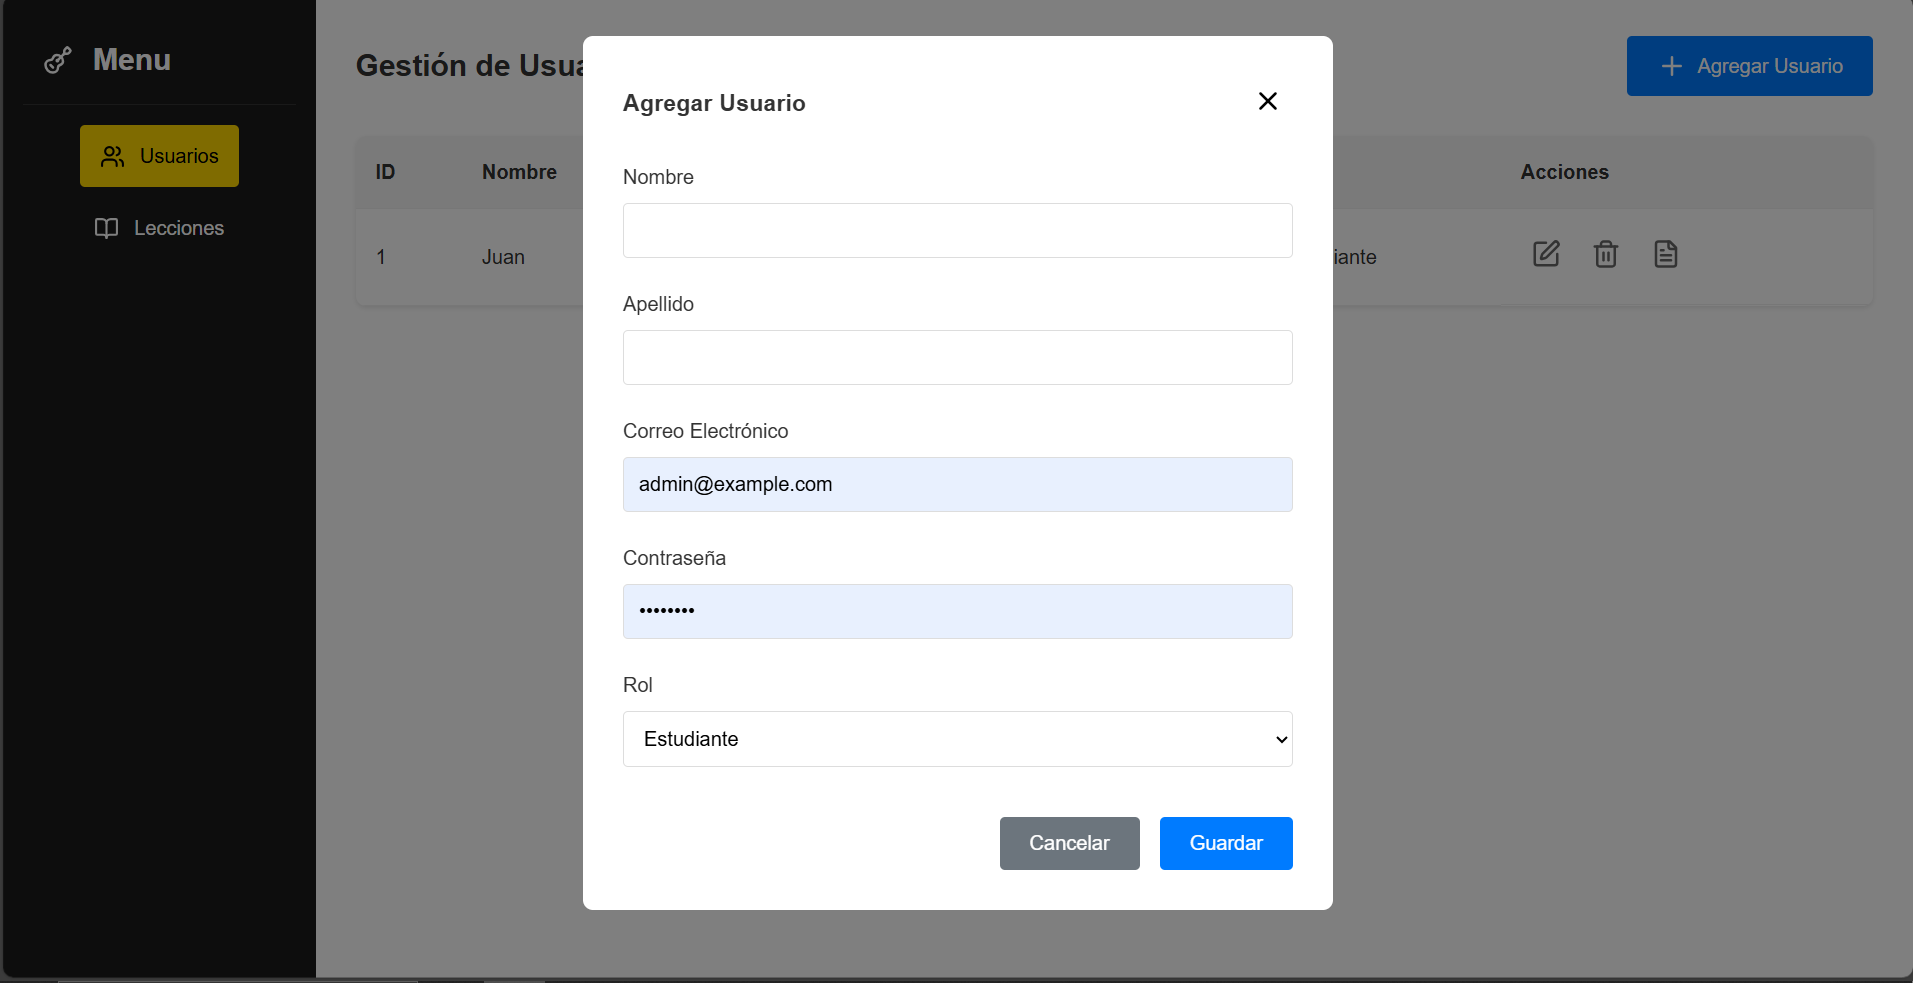 Menu
Usuarios
Lecciones
Gestión de Usua
Agregar Usuario
ID
Nombre
Acciones
1
Juan
iante
Agregar Usuario
Nombre
Apellido
Correo Electrónico
admin@example.com
Contraseña
••••••••
Rol
Estudiante
Cancelar
Guardar